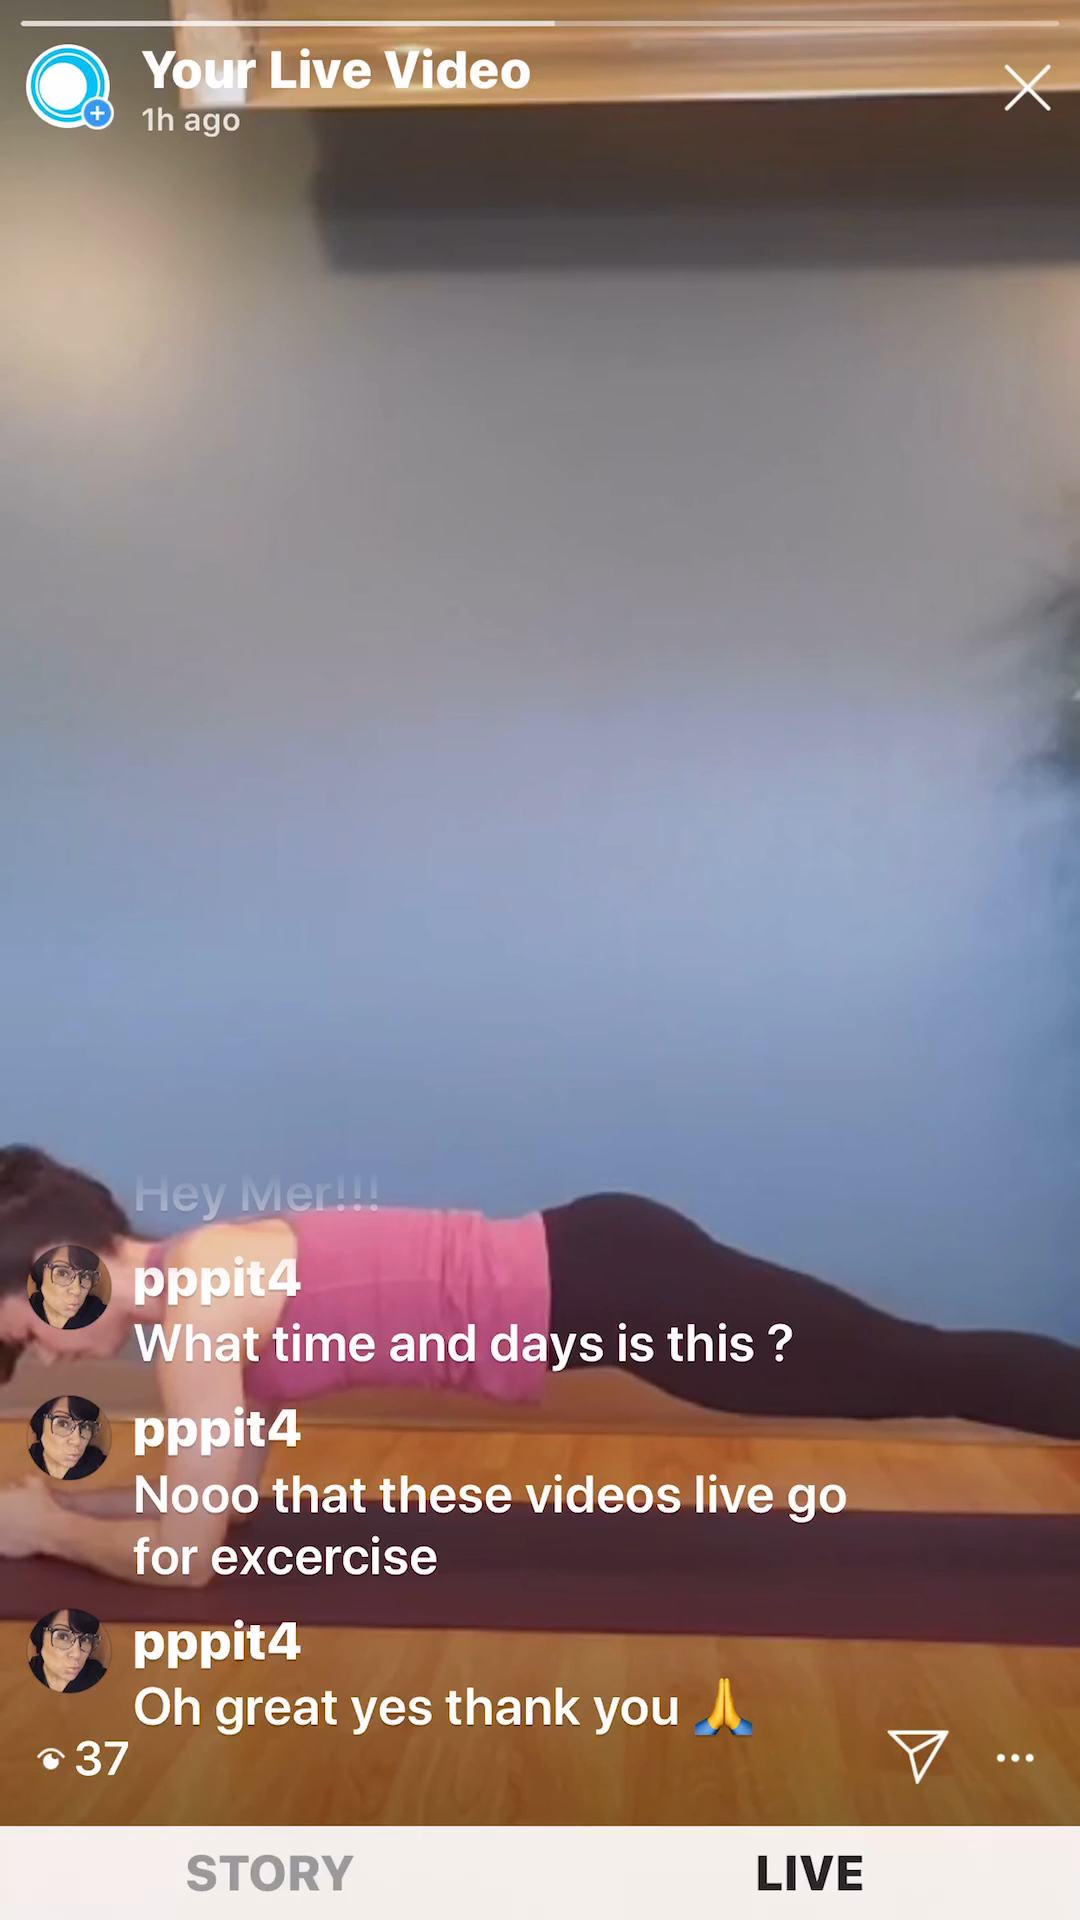 Your Live Video
1h ago
Hey Mer!!!
pppit4
What time and days is this ?
pppit4
Nooo that these videos live go
for excercise
pppit4
Oh great yes thank you 🙏
37
STORY
LIVE